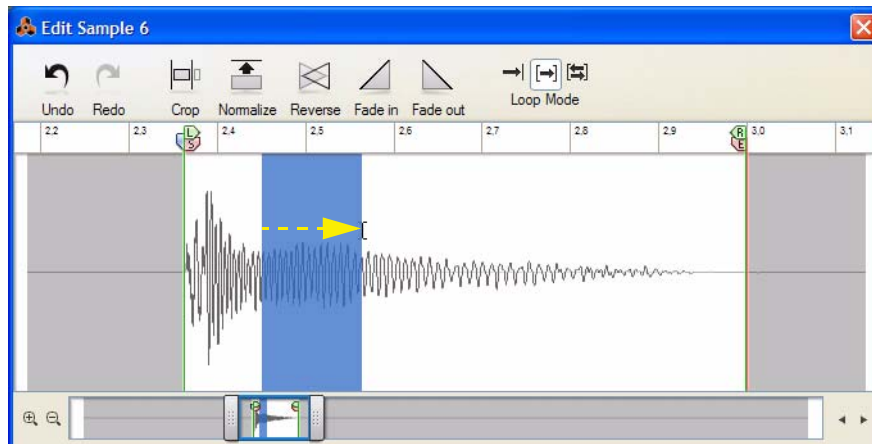 Edit Sample 6
Undo Redo Crop Normalize Reverse Fade in Fade out Loop Mode
2,2 2,3 2,4 2,5 2,6 2,7 2,8 2,9 3,0 3,1
L R
S E